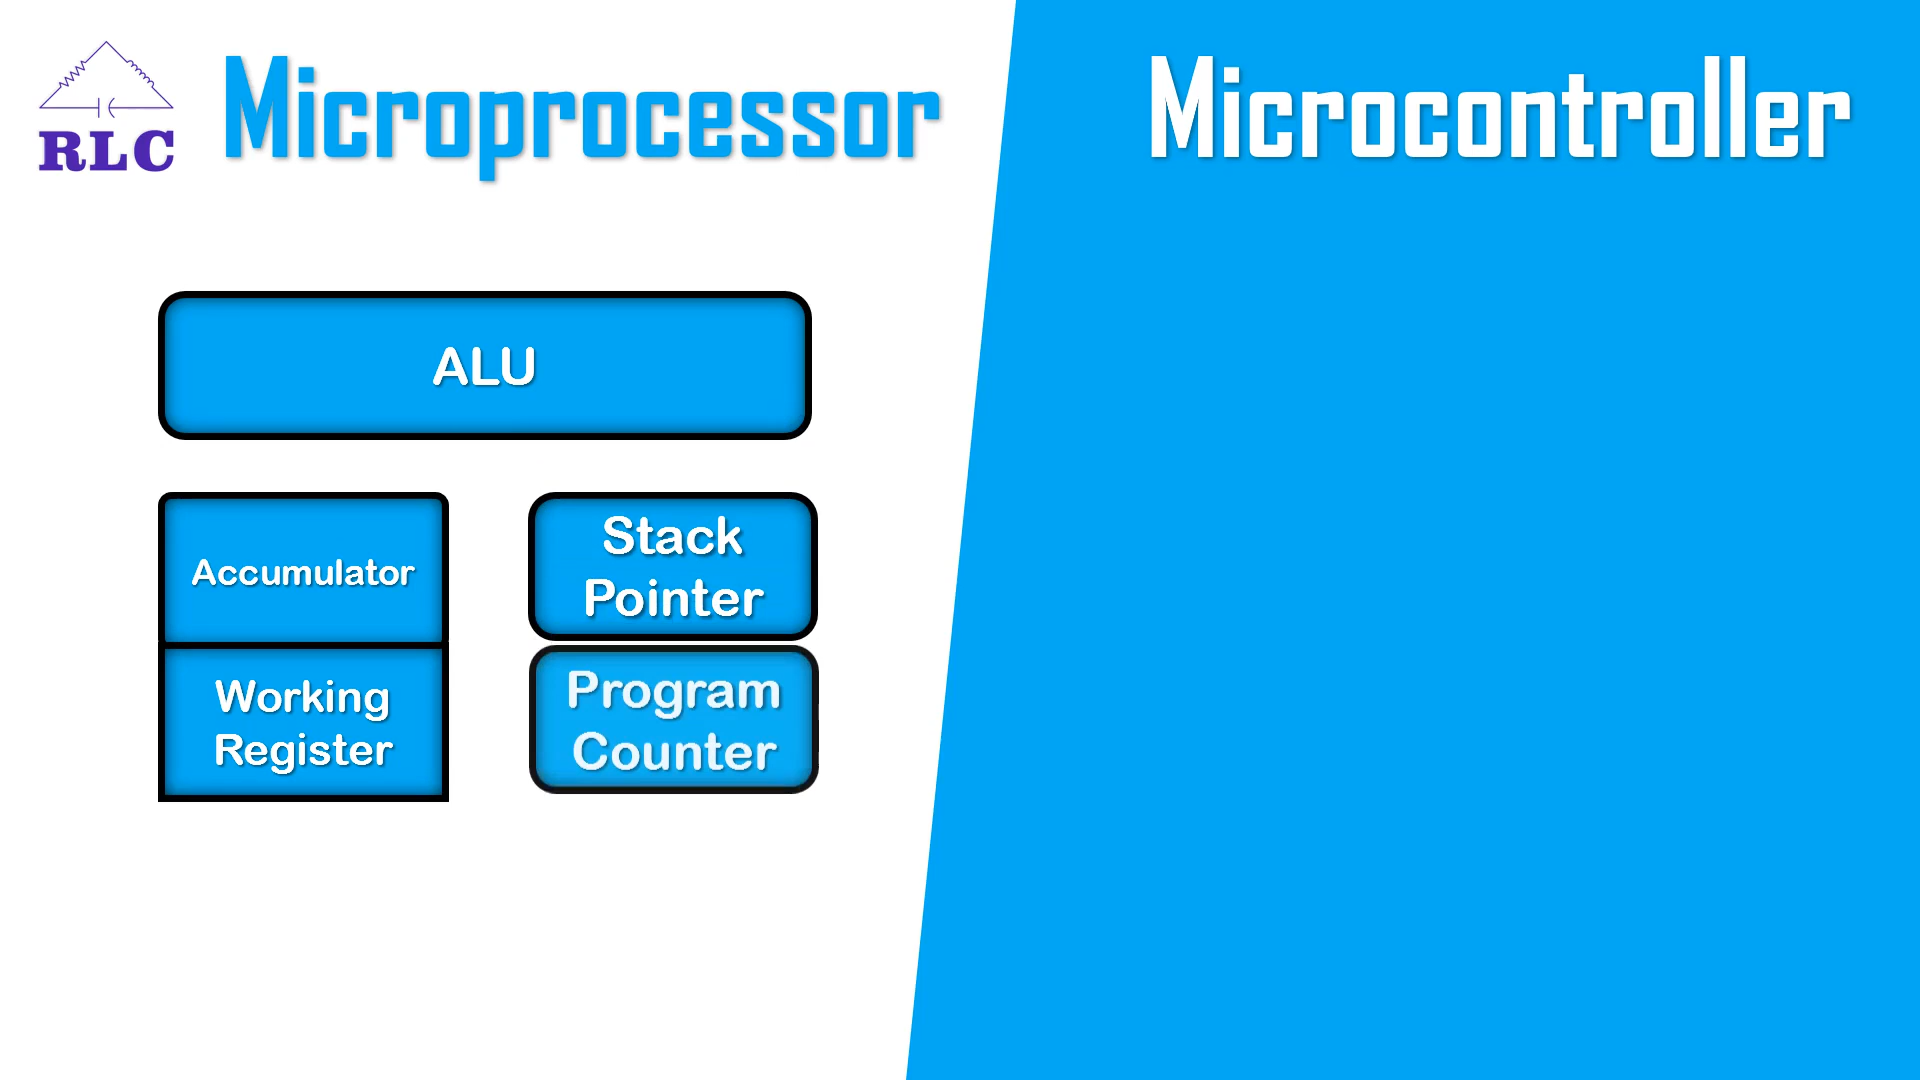 RLC
Microprocessor
Microcontroller
ALU
Accumulator
Working
Register
Stack
Pointer
Program
Counter